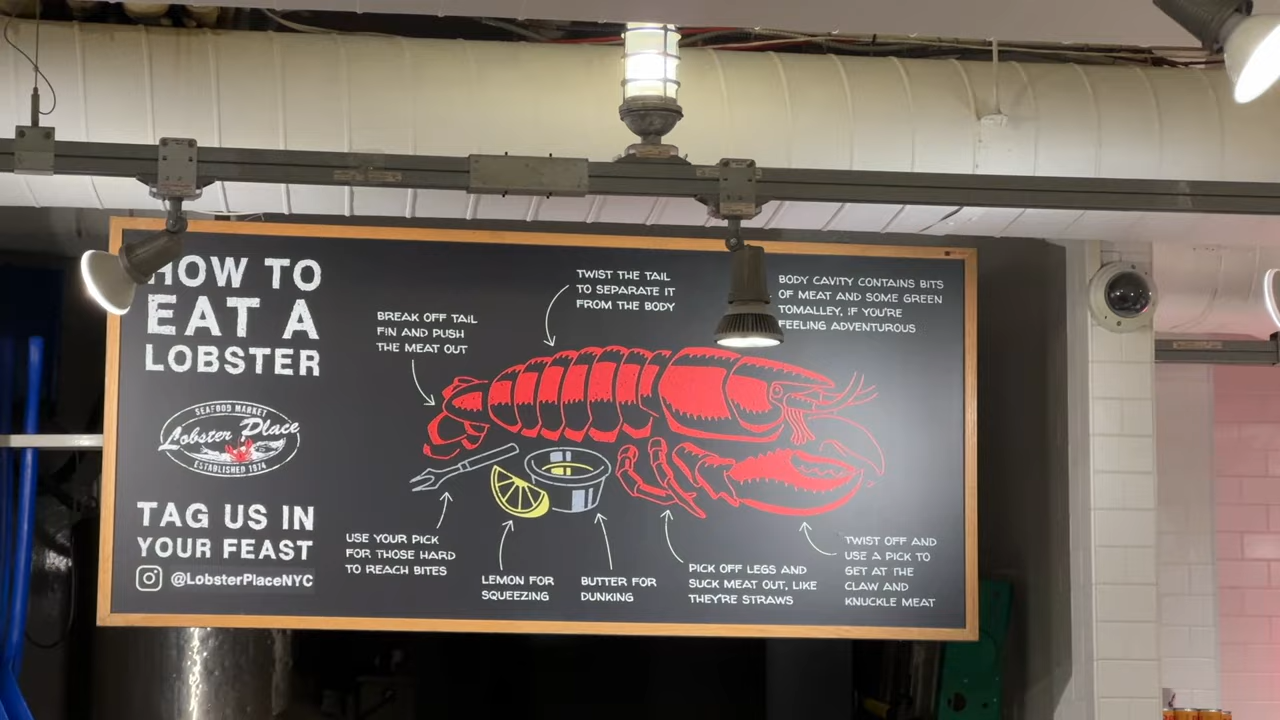 HOW TO
EAT A
LOBSTER
SEAFOOD MARKET
Lobster Place
ESTABLISHED 1974
TAG US IN
YOUR FEAST
@LobsterPlaceNYC
BREAK OFF TAIL
FIN AND PUSH
THE MEAT OUT
TWIST THE TAIL
TO SEPARATE IT
FROM THE BODY
BODY CAVITY CONTAINS BITS
OF MEAT AND SOME GREEN
TOMALLEY, IF YOU'RE
FEELING ADVENTUROUS
USE YOUR PICK
FOR THOSE HARD
TO REACH BITES
LEMON FOR
SQUEEZING
BUTTER FOR
DUNKING
PICK OFF LEGS AND
SUCK MEAT OUT, LIKE
THEY'RE STRAWS
TWIST OFF AND
USE A PICK TO
GET AT THE
CLAW AND
KNUCKLE MEAT